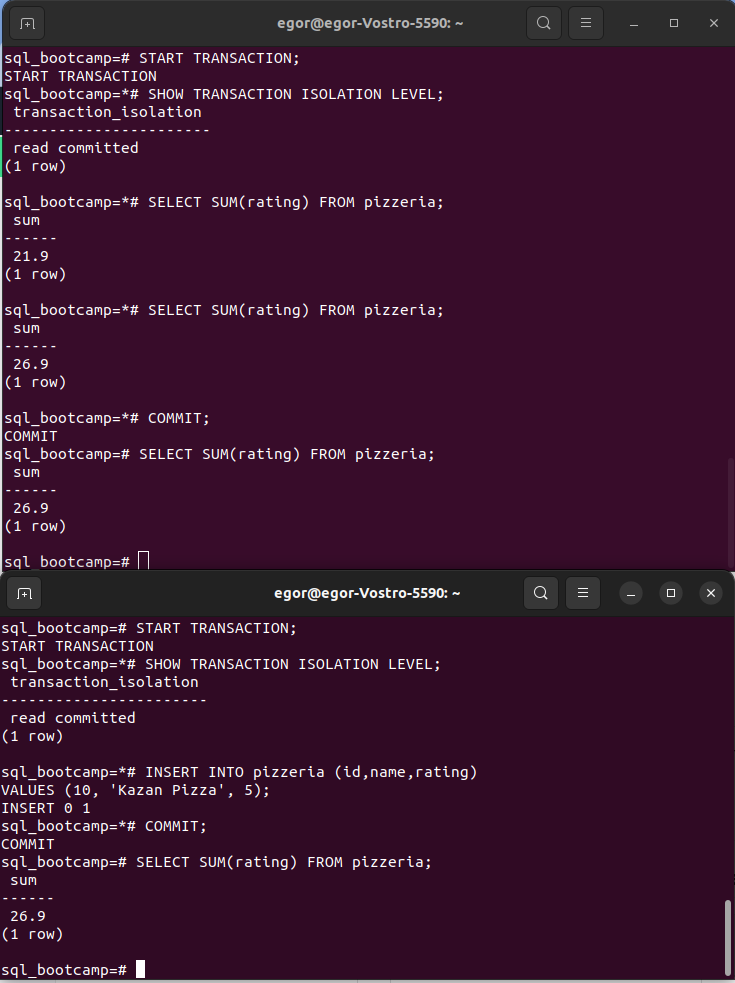 egor@egor-Vostro-5590: ~
sql_bootcamp=# START TRANSACTION;
START TRANSACTION
sql_bootcamp=*# SHOW TRANSACTION ISOLATION LEVEL;
 transaction_isolation
-----------------------
 read committed
(1 row)

sql_bootcamp=*# SELECT SUM(rating) FROM pizzeria;
 sum
------
 21.9
(1 row)

sql_bootcamp=*# SELECT SUM(rating) FROM pizzeria;
 sum
------
 26.9
(1 row)

sql_bootcamp=*# COMMIT;
COMMIT
sql_bootcamp=# SELECT SUM(rating) FROM pizzeria;
 sum
------
 26.9
(1 row)

sql_bootcamp=#
egor@egor-Vostro-5590: ~
sql_bootcamp=# START TRANSACTION;
START TRANSACTION
sql_bootcamp=*# SHOW TRANSACTION ISOLATION LEVEL;
 transaction_isolation
-----------------------
 read committed
(1 row)

sql_bootcamp=*# INSERT INTO pizzeria (id,name,rating)
VALUES (10, 'Kazan Pizza', 5);
INSERT 0 1
sql_bootcamp=*# COMMIT;
COMMIT
sql_bootcamp=# SELECT SUM(rating) FROM pizzeria;
 sum
------
 26.9
(1 row)

sql_bootcamp=#